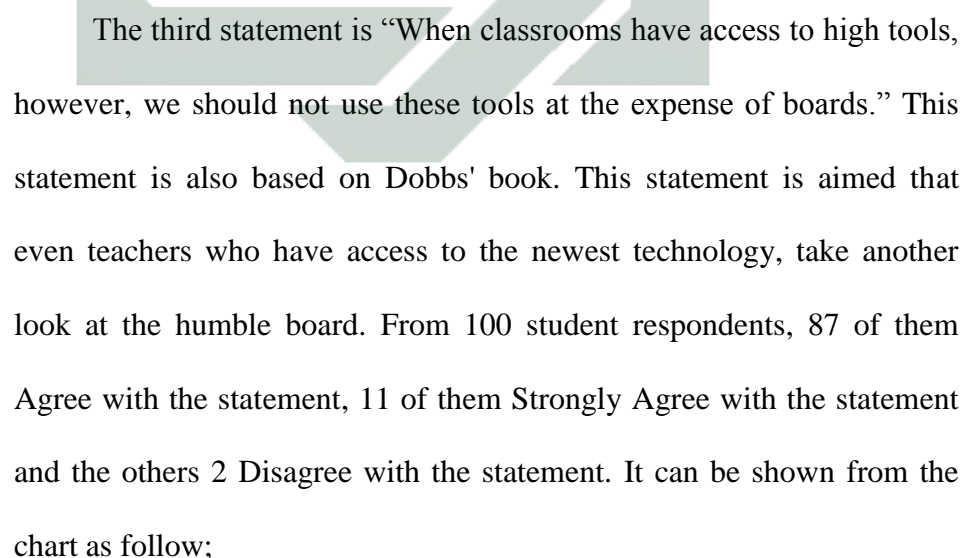 The third statement is “When classrooms have access to high tools,
however, we should not use these tools at the expense of boards.” This
statement is also based on Dobbs' book. This statement is aimed that
even teachers who have access to the newest technology, take another
look at the humble board. From 100 student respondents, 87 of them
Agree with the statement, 11 of them Strongly Agree with the statement
and the others 2 Disagree with the statement. It can be shown from the
chart as follow;